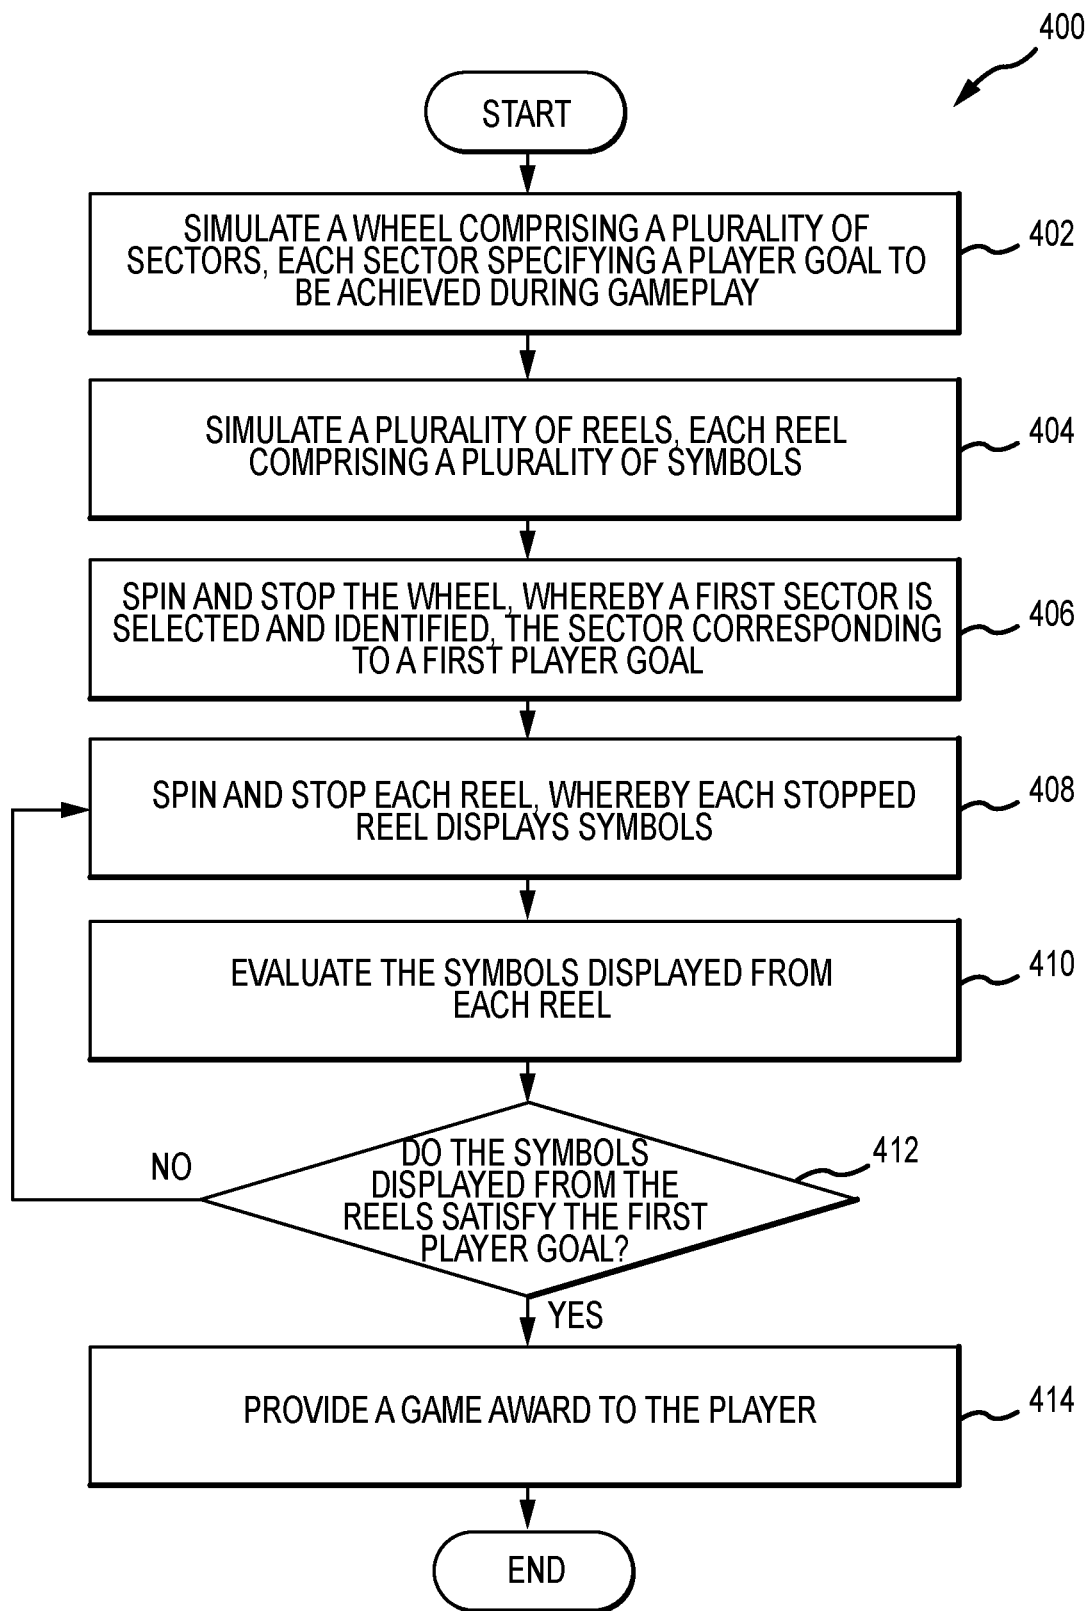 400
START
SIMULATE A WHEEL COMPRISING A PLURALITY OF
SECTORS, EACH SECTOR SPECIFYING A PLAYER GOAL TO
BE ACHIEVED DURING GAMEPLAY
402
SIMULATE A PLURALITY OF REELS, EACH REEL
COMPRISING A PLURALITY OF SYMBOLS
404
SPIN AND STOP THE WHEEL, WHEREBY A FIRST SECTOR IS
SELECTED AND IDENTIFIED, THE SECTOR CORRESPONDING
TO A FIRST PLAYER GOAL
406
SPIN AND STOP EACH REEL, WHEREBY EACH STOPPED
REEL DISPLAYS SYMBOLS
408
EVALUATE THE SYMBOLS DISPLAYED FROM
EACH REEL
410
DO THE SYMBOLS
DISPLAYED FROM THE
REELS SATISFY THE FIRST
PLAYER GOAL?
412
NO
YES
PROVIDE A GAME AWARD TO THE PLAYER
414
END